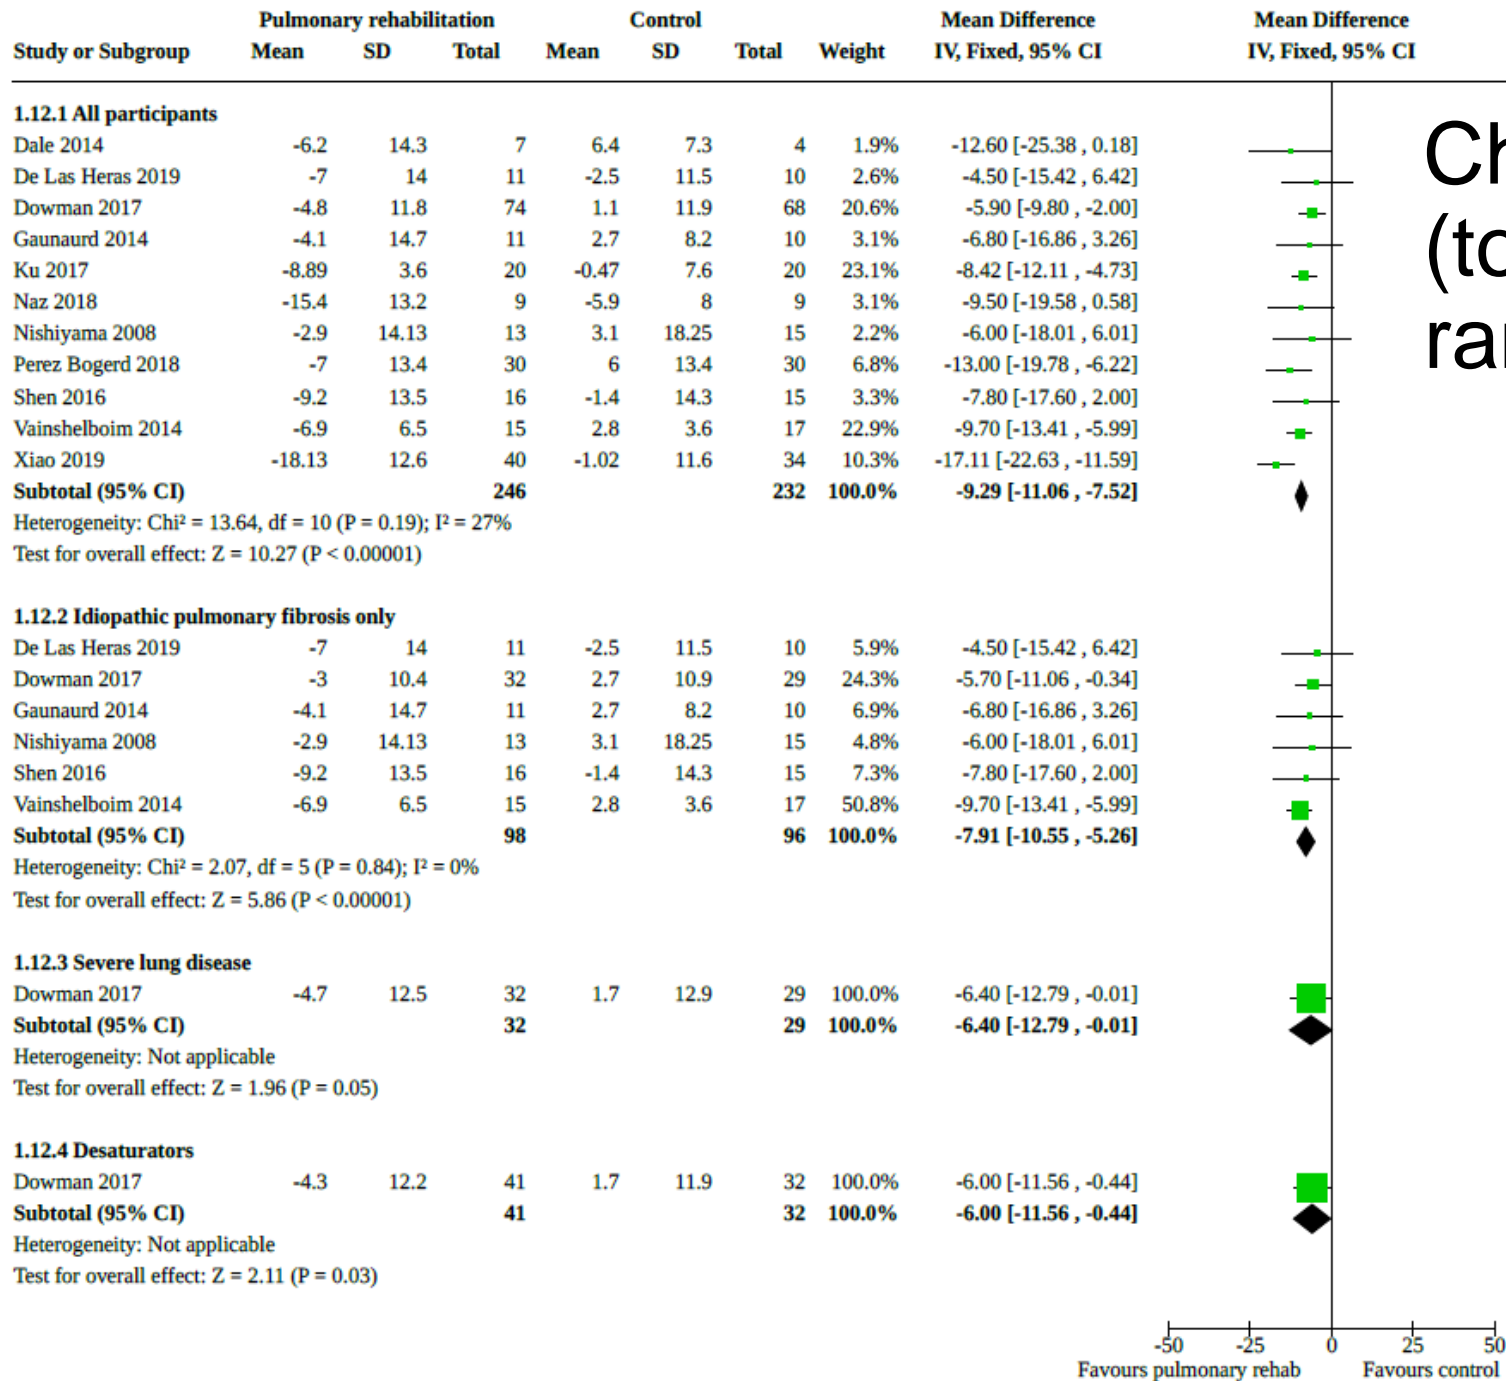 Pulmonary rehabilitation Control Mean Difference Mean Difference
Study or Subgroup Mean SD Total Mean SD Total Weight IV, Fixed, 95% CI IV, Fixed, 95% CI
1.12.1 All participants
Dale 2014 -6.2 14.3 7 6.4 7.3 4 1.9% -12.60 [-25.38 , 0.18]
De Las Heras 2019 -7 14 11 -2.5 11.5 10 2.6% -4.50 [-15.42 , 6.42]
Dowman 2017 -4.8 11.8 74 1.1 11.9 68 20.6% -5.90 [-9.80 , -2.00]
Gaunaurd 2014 -4.1 14.7 11 2.7 8.2 10 3.1% -6.80 [-16.86 , 3.26]
Ku 2017 -8.89 3.6 20 -0.47 7.6 20 23.1% -8.42 [-12.11 , -4.73]
Naz 2018 -15.4 13.2 9 -5.9 8 9 3.1% -9.50 [-19.58 , 0.58]
Nishiyama 2008 -2.9 14.13 13 3.1 18.25 15 2.2% -6.00 [-18.01 , 6.01]
Perez Bogerd 2018 -7 13.4 30 6 13.4 30 6.8% -13.00 [-19.78 , -6.22]
Shen 2016 -9.2 13.5 16 -1.4 14.3 15 3.3% -7.80 [-17.60 , 2.00]
Vainshelboim 2014 -6.9 6.5 15 2.8 3.6 17 22.9% -9.70 [-13.41 , -5.99]
Xiao 2019 -18.13 12.6 40 -1.02 11.6 34 10.3% -17.11 [-22.63 , -11.59]
Subtotal (95% CI) 246 232 100.0% -9.29 [-11.06 , -7.52]
Heterogeneity: Chi² = 13.64, df = 10 (P = 0.19); I² = 27%
Test for overall effect: Z = 10.27 (P < 0.00001)
1.12.2 Idiopathic pulmonary fibrosis only
De Las Heras 2019 -7 14 11 -2.5 11.5 10 5.9% -4.50 [-15.42 , 6.42]
Dowman 2017 -3 10.4 32 2.7 10.9 29 24.3% -5.70 [-11.06 , -0.34]
Gaunaurd 2014 -4.1 14.7 11 2.7 8.2 10 6.9% -6.80 [-16.86 , 3.26]
Nishiyama 2008 -2.9 14.13 13 3.1 18.25 15 4.8% -6.00 [-18.01 , 6.01]
Shen 2016 -9.2 13.5 16 -1.4 14.3 15 7.3% -7.80 [-17.60 , 2.00]
Vainshelboim 2014 -6.9 6.5 15 2.8 3.6 17 50.8% -9.70 [-13.41 , -5.99]
Subtotal (95% CI) 98 96 100.0% -7.91 [-10.55 , -5.26]
Heterogeneity: Chi² = 2.07, df = 5 (P = 0.84); I² = 0%
Test for overall effect: Z = 5.86 (P < 0.00001)
1.12.3 Severe lung disease
Dowman 2017 -4.7 12.5 32 1.7 12.9 29 100.0% -6.40 [-12.79 , -0.01]
Subtotal (95% CI) 32 29 100.0% -6.40 [-12.79 , -0.01]
Heterogeneity: Not applicable
Test for overall effect: Z = 1.96 (P = 0.05)
1.12.4 Desaturators
Dowman 2017 -4.3 12.2 41 1.7 11.9 32 100.0% -6.00 [-11.56 , -0.44]
Subtotal (95% CI) 41 32 100.0% -6.00 [-11.56 , -0.44]
Heterogeneity: Not applicable
Test for overall effect: Z = 2.11 (P = 0.03)
-50 -25 0 25 50
Favours pulmonary rehab Favours control